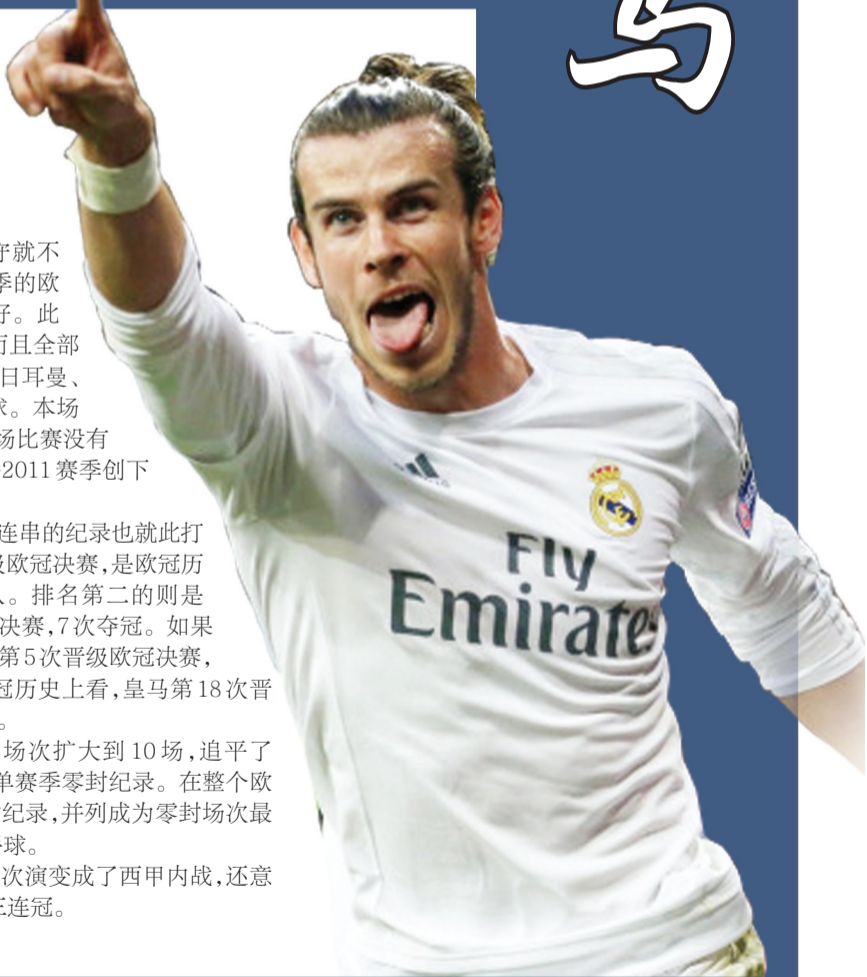 马
守就不
季的欧
好。此
而且全部
日耳曼、
球。本场
场比赛没有
2011赛季创下
连串的纪录也就此打
级欧冠决赛,是欧冠历
人。排名第二的则是
决赛,7次夺冠。如果
第5次晋级欧冠决赛,
冠历史上看,皇马第18次晋
。
场次扩大到10场,追平了
单赛季零封纪录。在整个欧
纪录,并列成为零封场次最
球。
次演变成了西甲内战,还意
三连冠。
Fly
Emirates